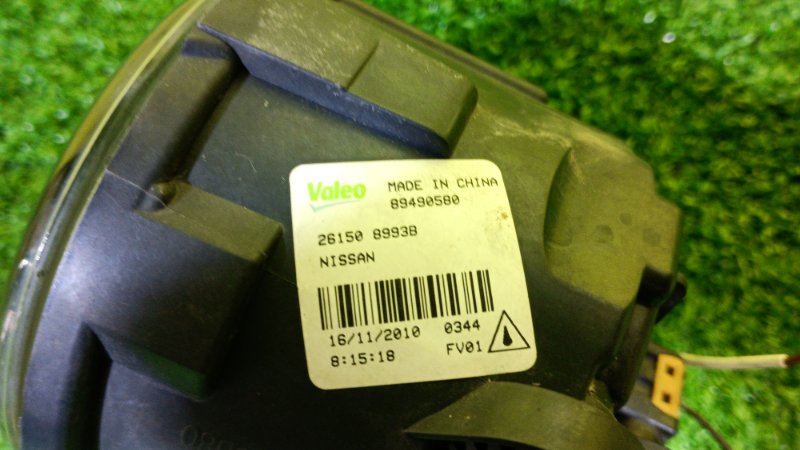 Valeo MADE IN CHINA
89490580
26150 8993B
NISSAN
16/11/2010 0344
8:15:18 FV01